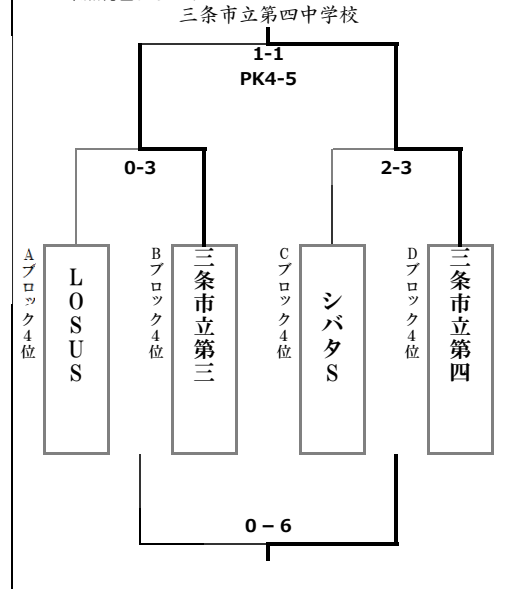 三条市立第四中学校
1-1
PK4-5
0-3
2-3
Aブロック4位
LOSUS
Bブロック4位
三条市立第三
Cブロック4位
シバタS
Dブロック4位
三条市立第四
0－6